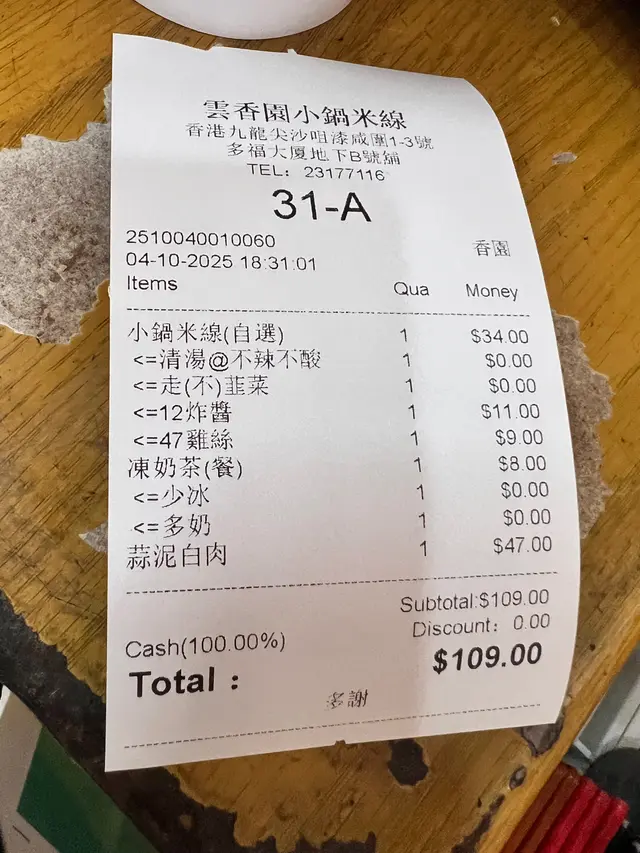 雲香園小鍋米線
香港九龍尖沙咀漆咸圍1-3號
多福大厦地下B號舖
TEL：23177116
31-A
2510040010060 香園
04-10-2025 18:31:01
Items Qua Money
小鍋米線(自選) 1 $34.00
<=清湯@不辣不酸 1 $0.00
<=走(不)韮菜 1 $0.00
<=12炸醬 1 $11.00
<=47雞絲 1 $9.00
凍奶茶(餐) 1 $8.00
<=少冰 1 $0.00
<=多奶 1 $0.00
蒜泥白肉 1 $47.00
Subtotal:$109.00
Discount：0.00
Cash(100.00%)
Total： $109.00
多謝